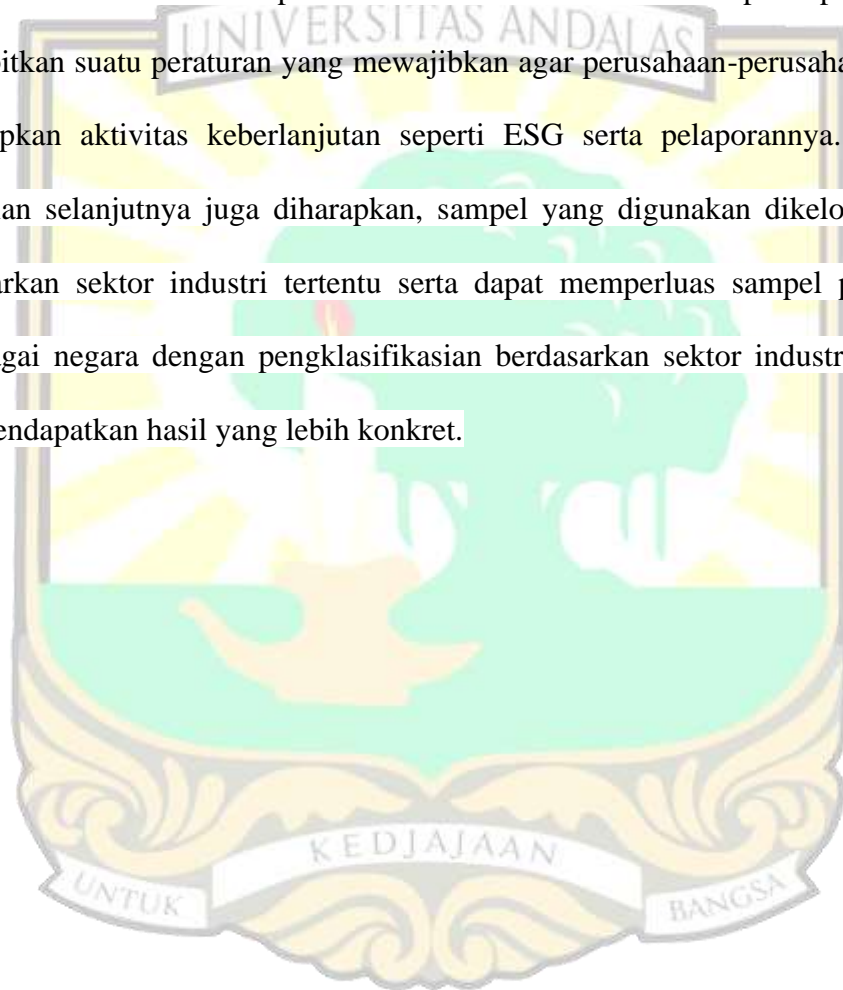 UNIVERSITAS ANDALAS
bitkan suatu peraturan yang mewajibkan agar perusahaan-perusaha
pkan aktivitas keberlanjutan seperti ESG serta pelaporannya.
an selanjutnya juga diharapkan, sampel yang digunakan dikelo
arkan sektor industri tertentu serta dapat memperluas sampel p
gai negara dengan pengklasifikasian berdasarkan sektor industr
endapatkan hasil yang lebih konkret.
KEDJAJAAN
UNTUK
BANGSA